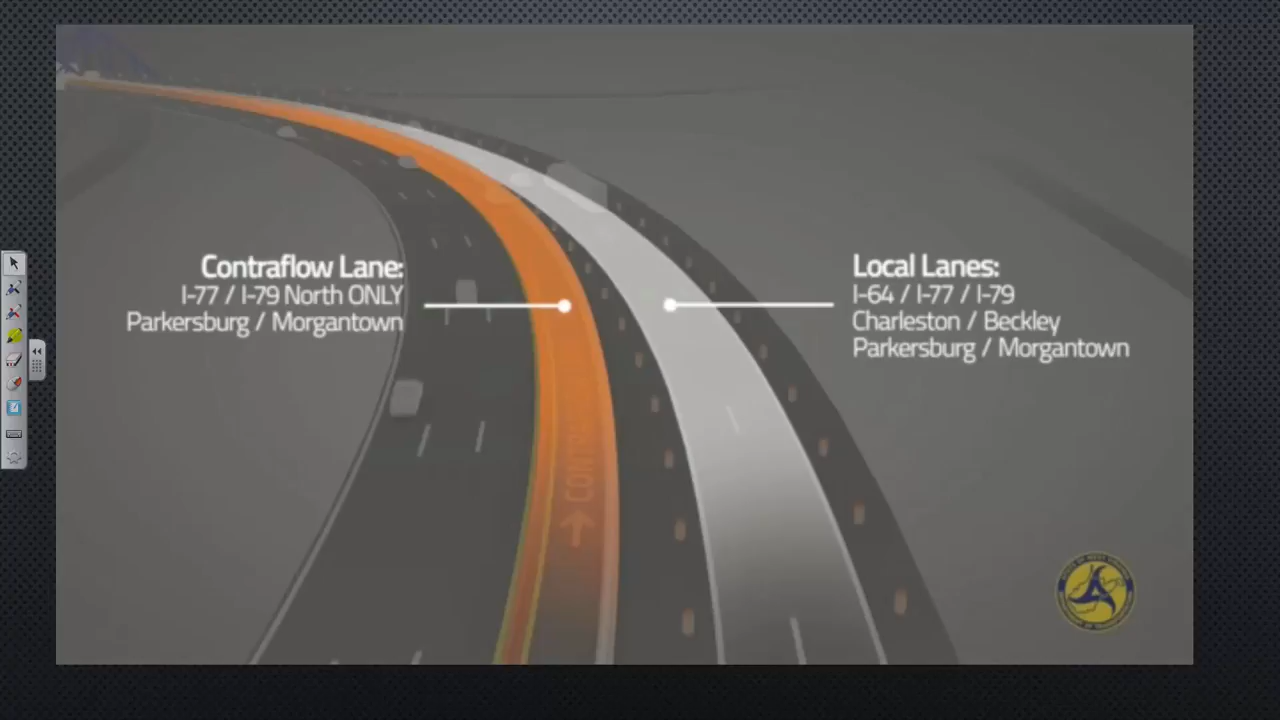 Contraflow Lane:
I-77 / I-79 North ONLY
Parkersburg / Morgantown
Local Lanes:
I-64 / I-77 / I-79
Charleston / Beckley
Parkersburg / Morgantown